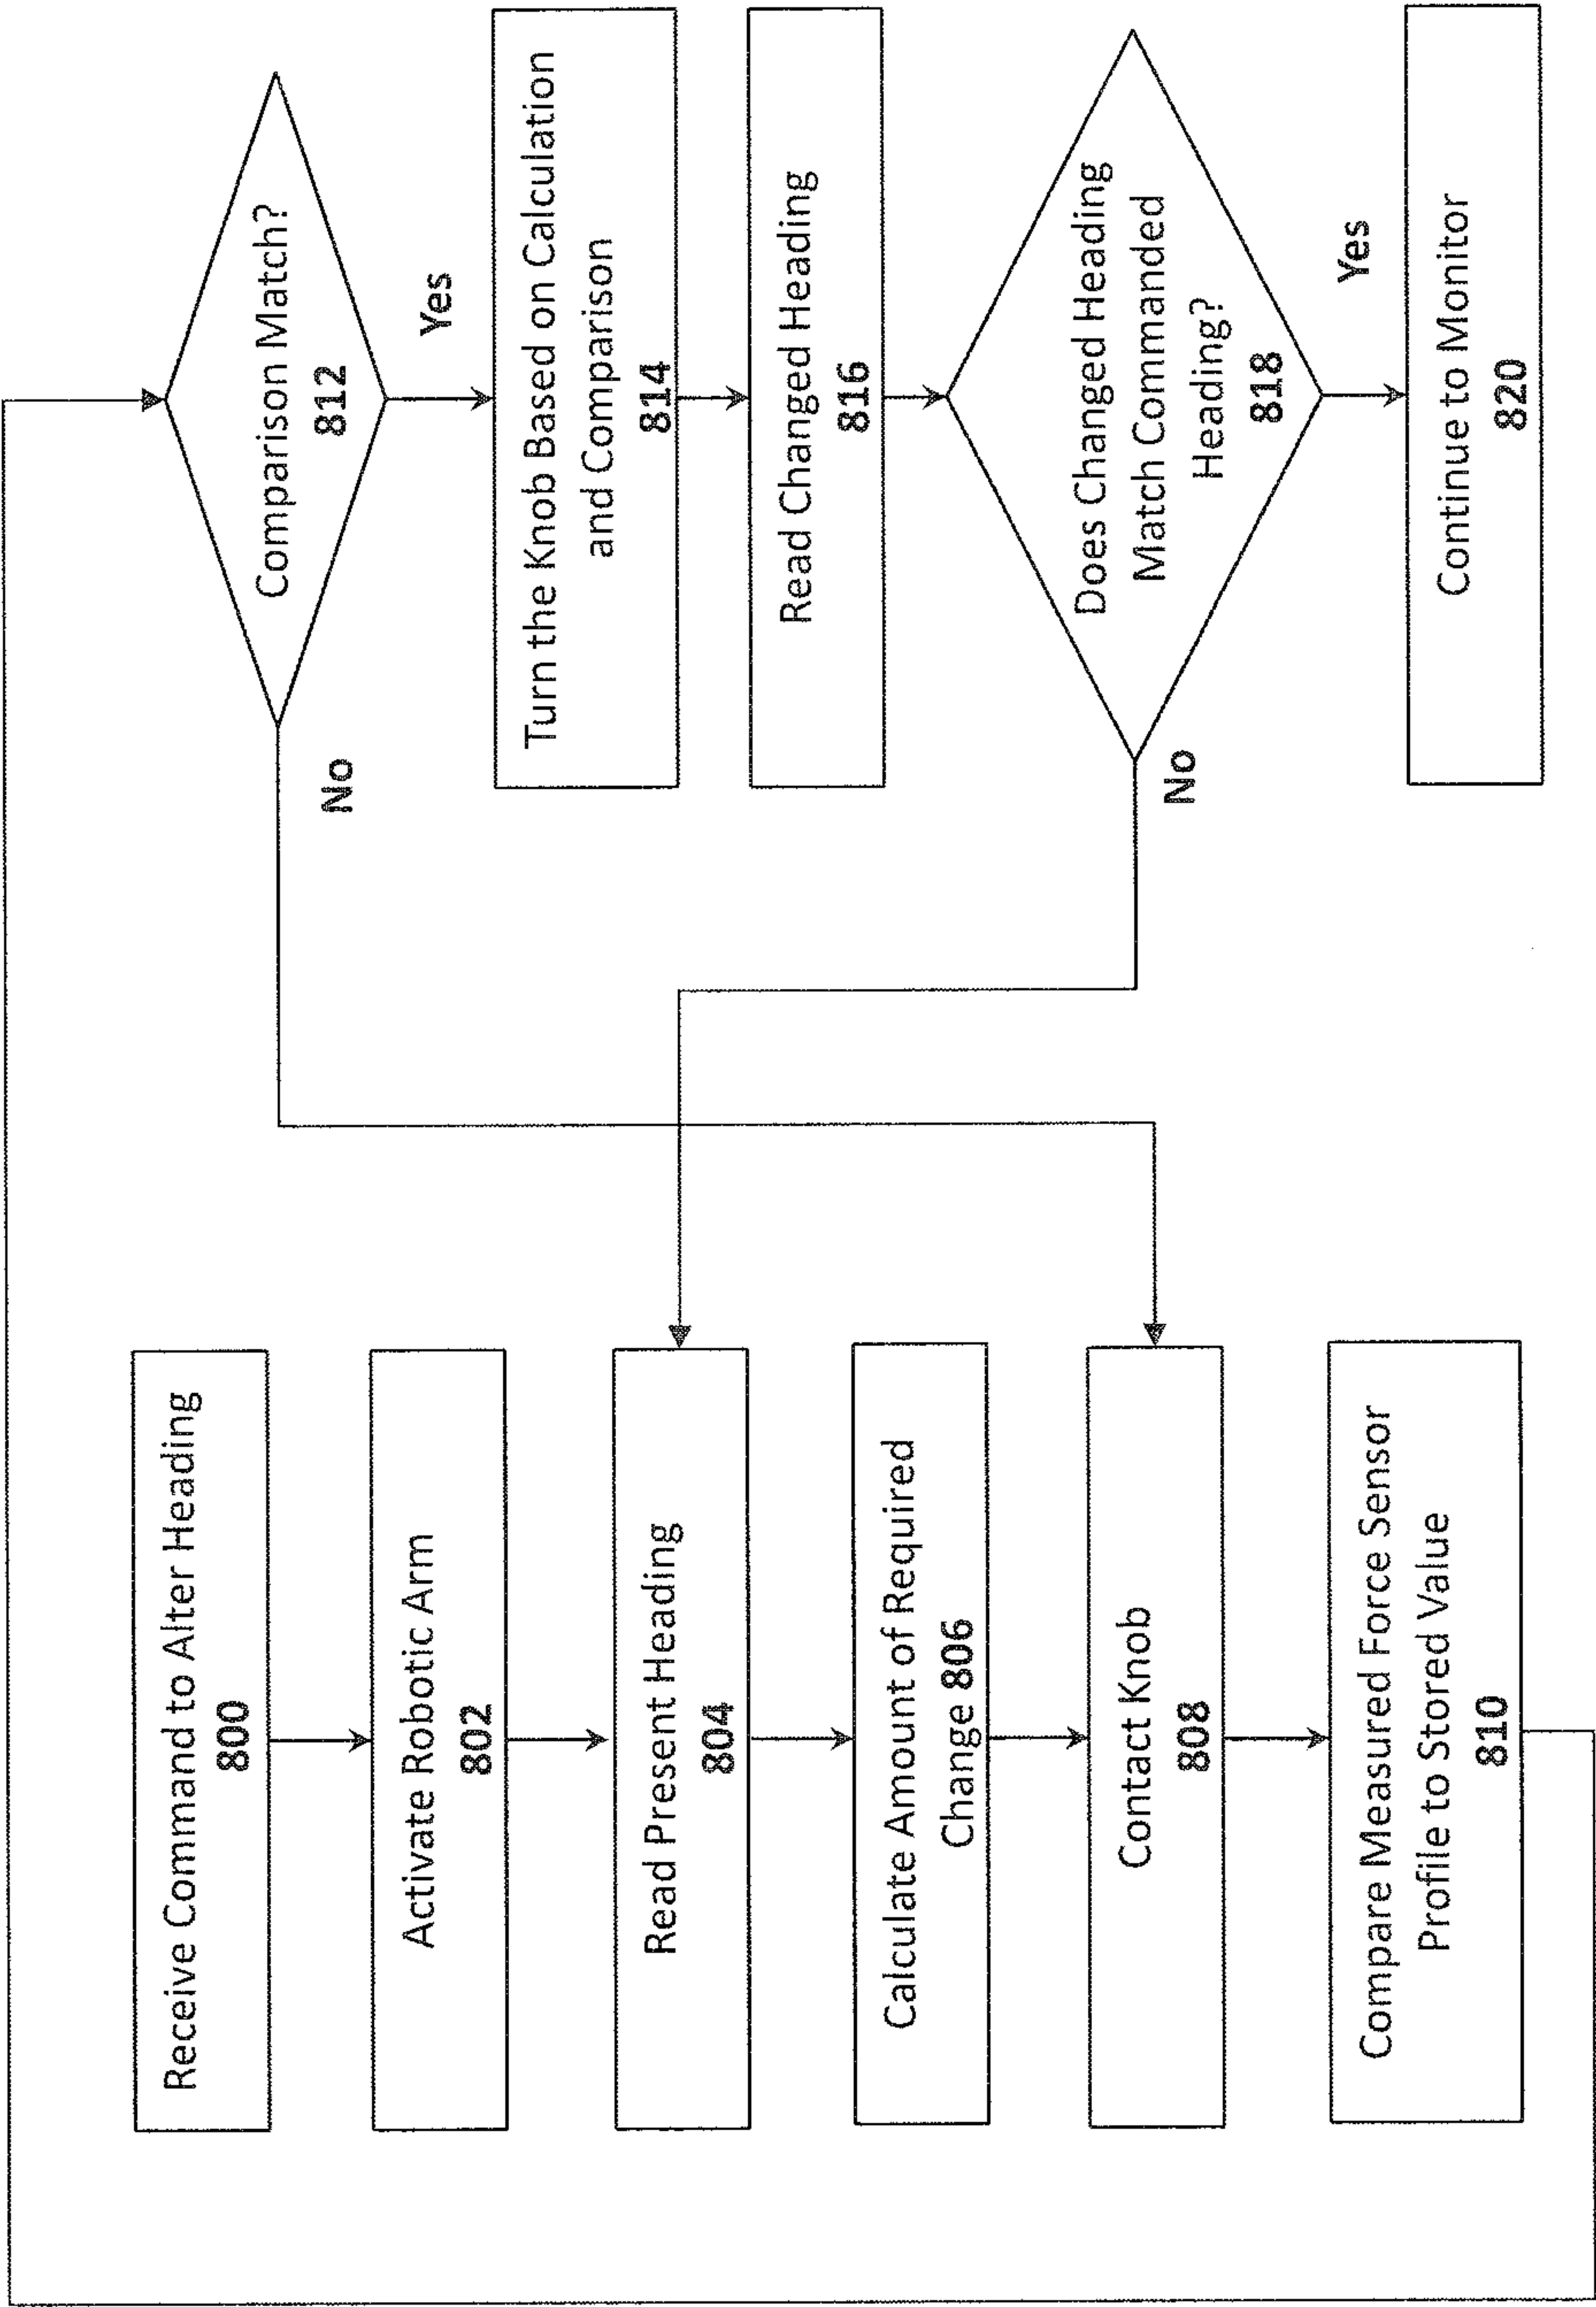 Receive Command to Alter Heading
800
Activate Robotic Arm
802
Read Present Heading
804
Calculate Amount of Required
Change 806
Contact Knob
808
Compare Measured Force Sensor
Profile to Stored Value
810
Comparison Match?
812
Yes
No
Turn the Knob Based on Calculation
and Comparison
814
Read Changed Heading
816
Does Changed Heading
Match Commanded
Heading?
818
Yes
No
Continue to Monitor
820